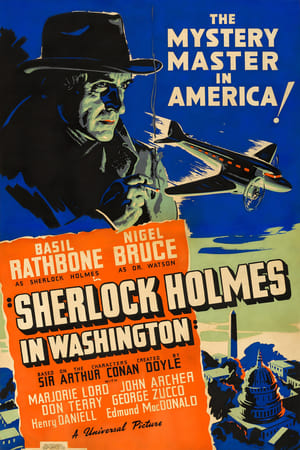 THE
MYSTERY
MASTER
IN
AMERICA!
BASIL
RATHBONE
AS SHERLOCK HOLMES
NIGEL
BRUCE
AS DR. WATSON
"SHERLOCK HOLMES
IN WASHINGTON"
BASED ON THE CHARACTERS CREATED BY
SIR ARTHUR CONAN DOYLE
WITH
MARJORIE LORD JOHN ARCHER
DON TERRY GEORGE ZUCCO
Henry DANIELL Edmund MacDONALD
A Universal Picture